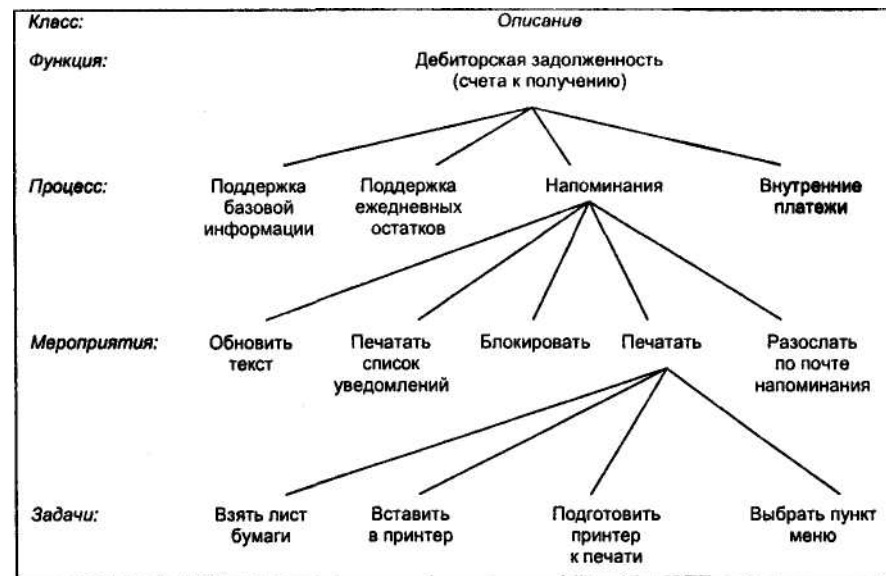 Класс: Описание
Функция: Дебиторская задолженность
(счета к получению)
Процесс: Поддержка Поддержка Напоминания Внутренние
базовой ежедневных платежи
информации остатков
Мероприятия: Обновить Печатать Блокировать Печатать Разослать
текст список по почте
уведомлений напоминания
Задачи: Взять лист Вставить Подготовить Выбрать пункт
бумаги в принтер принтер меню
к печати